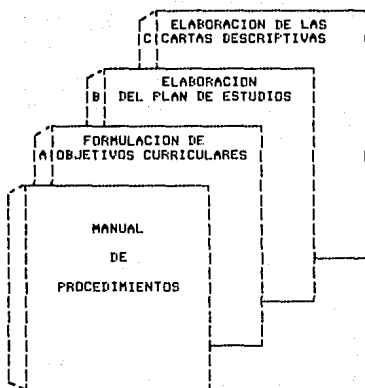 ELABORACION DE LAS
C CARTAS DESCRIPTIVAS
ELABORACION
B DEL PLAN DE ESTUDIOS
FORMULACION DE
A OBJETIVOS CURRICULARES
MANUAL
DE
PROCEDIMIENTOS